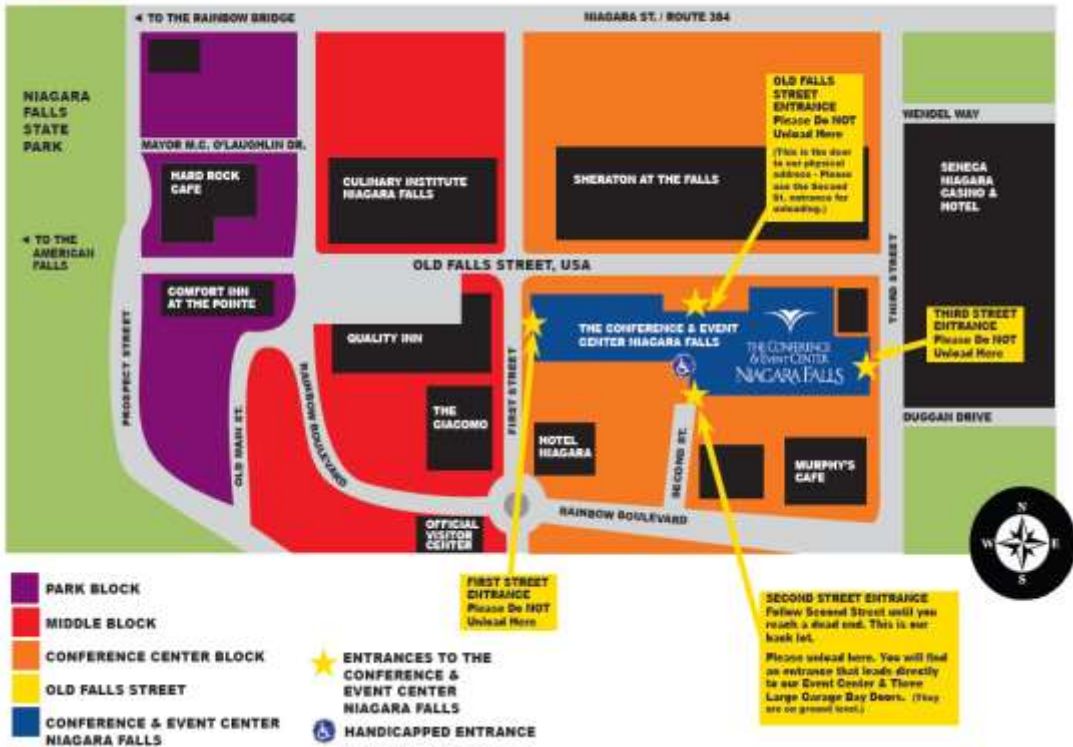 ◄ TO THE RAINBOW BRIDGE
NIAGARA ST. / ROUTE 384
NIAGARA
FALLS
STATE
PARK
OLD FALLS
STREET
ENTRANCE
Please Do NOT
Unload Here
(This is the door
to our physical
address - Please
use the Second
St. entrance for
unloading.)
WENDEL WAY
MAYOR M.C. O'LAUGHLIN DR.
HARD ROCK
CAFE
CULINARY INSTITUTE
NIAGARA FALLS
SHERATON AT THE FALLS
SENECA
NIAGARA
CASINO &
HOTEL
◄ TO THE
AMERICAN
FALLS
OLD FALLS STREET, USA
COMFORT INN
AT THE POINTE
THIRD STREET
PROSPECT STREET
QUALITY INN
FIRST STREET
THE CONFERENCE & EVENT
CENTER NIAGARA FALLS
THE CONFERENCE
& EVENT CENTER
NIAGARA FALLS
THIRD STREET
ENTRANCE
Please Do NOT
Unload Here
RAINBOW BOULEVARD
OLD MAIN ST.
THE
GIACOMO
HOTEL
NIAGARA
SECOND ST.
MURPHY'S
CAFE
DUGGAN DRIVE
RAINBOW BOULEVARD
OFFICIAL
VISITOR
CENTER
N
W
E
S
FIRST STREET
ENTRANCE
Please Do NOT
Unload Here
SECOND STREET ENTRANCE
Follow Second Street until you
reach a dead end. This is our
back lot.
Please unload here. You will find
an entrance that leads directly
to our Event Center & Three
Large Garage Bay Doors. (They
are on ground level.)
PARK BLOCK
MIDDLE BLOCK
CONFERENCE CENTER BLOCK
OLD FALLS STREET
CONFERENCE & EVENT CENTER
NIAGARA FALLS
ENTRANCES TO THE
CONFERENCE &
EVENT CENTER
NIAGARA FALLS
HANDICAPPED ENTRANCE